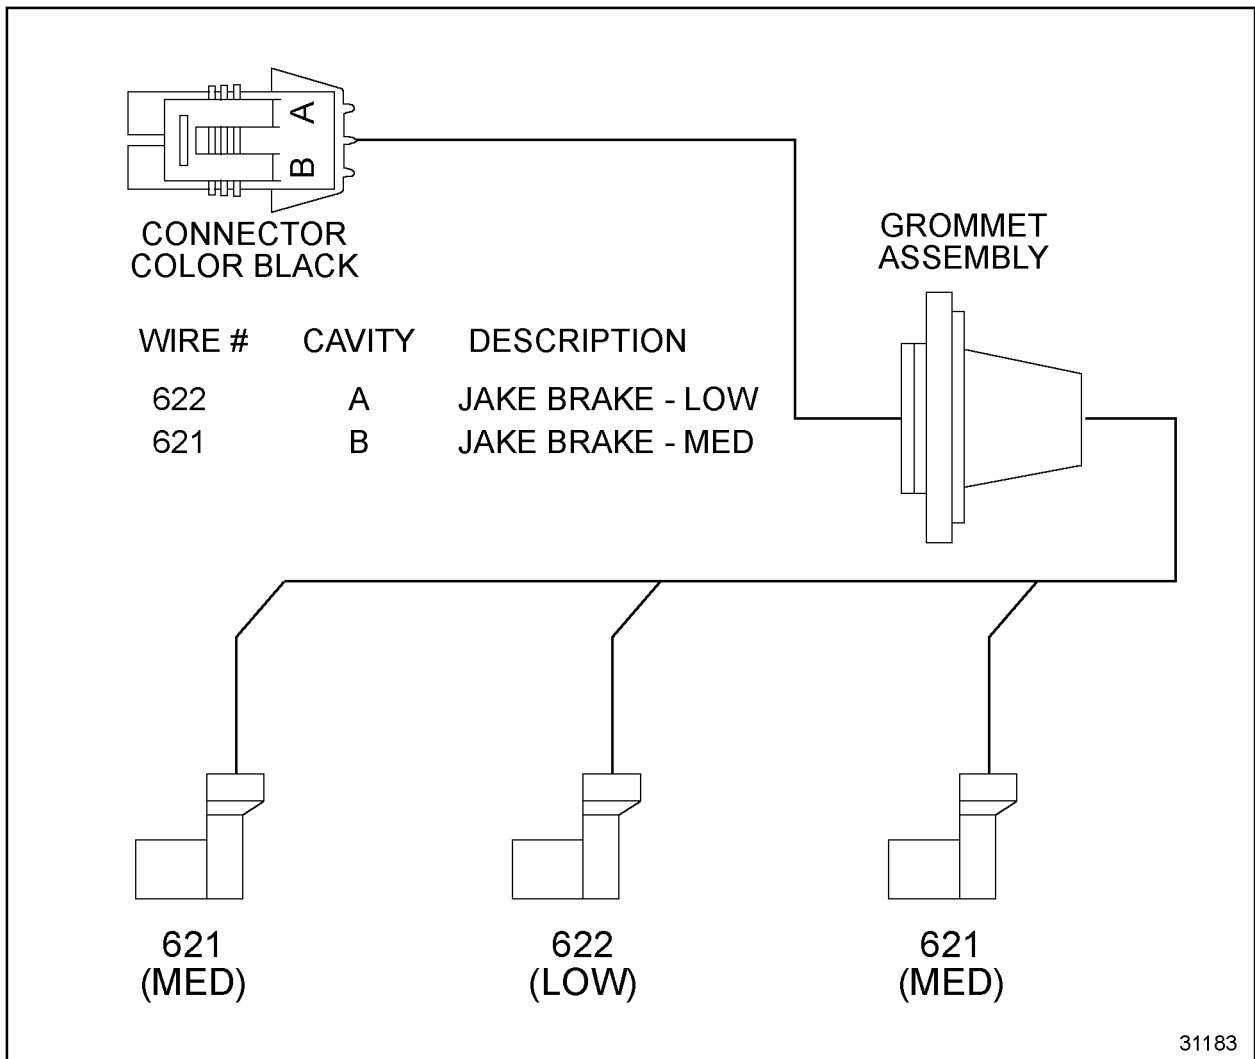 A
B
CONNECTOR
COLOR BLACK
GROMMET
ASSEMBLY
WIRE # CAVITY DESCRIPTION
622 A JAKE BRAKE - LOW
621 B JAKE BRAKE - MED
621 622 621
(MED) (LOW) (MED)
31183